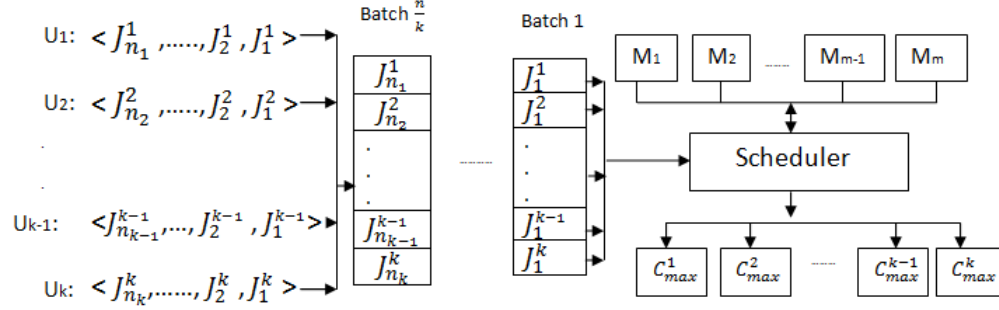 Batch n/k
Batch 1
U1: < J^1_{n_1} ,....., J^1_2 , J^1_1 >
U2: < J^2_{n_2} ,....., J^2_2 , J^2_1 >
.
.
Uk-1: <J^{k-1}_{n_{k-1}},..., J^{k-1}_2 , J^{k-1}_1>
Uk: < J^k_{n_k},......, J^k_2 , J^k_1 >
J^1_{n_1}
J^2_{n_2}
.
.
.
J^{k-1}_{n_{k-1}}
J^k_{n_k}
J^1_1
J^2_1
.
.
.
J^{k-1}_1
J^k_1
M1 M2 ...... Mm-1 Mm
Scheduler
C^1_{max} C^2_{max} ...... C^{k-1}_{max} C^k_{max}